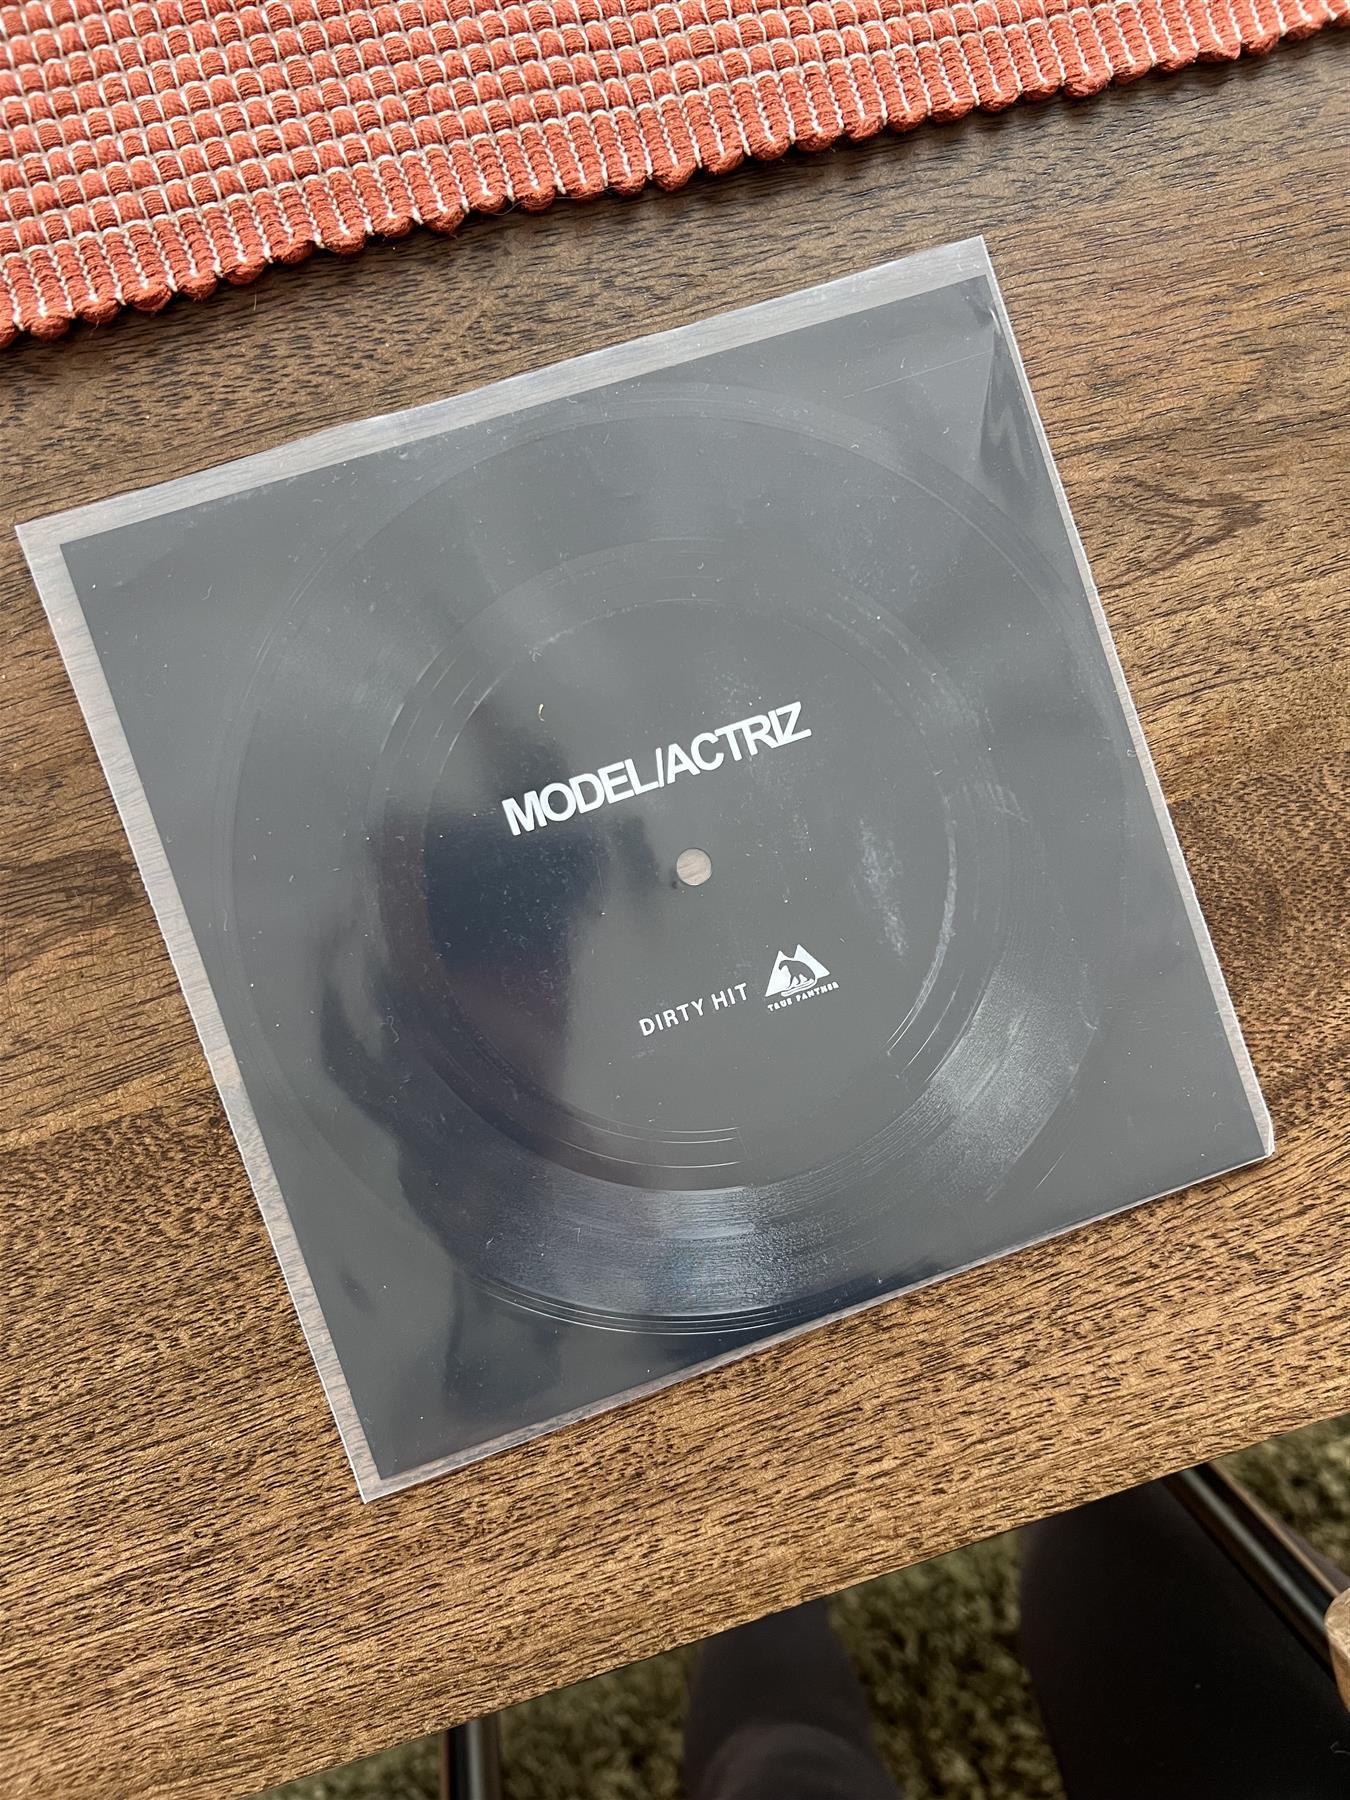 MODEL/ACTRIZ
DIRTY HIT
TRUE PANTHER